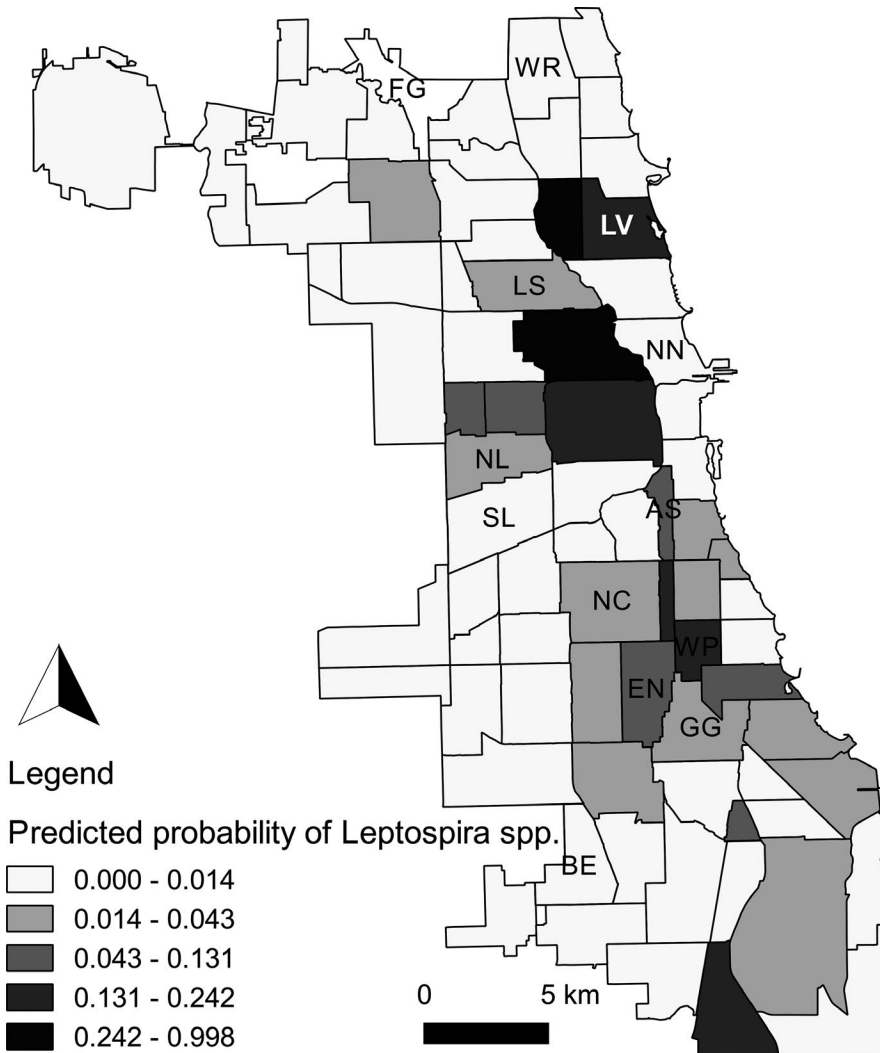 WR
FG
LV
LS
NN
NL
AS
SL
NC
WP
EN
GG
Legend
Predicted probability of Leptospira spp.
BE
0.000 - 0.014
0.014 - 0.043
0.043 - 0.131
0.131 - 0.242
0.242 - 0.998
0 5 km